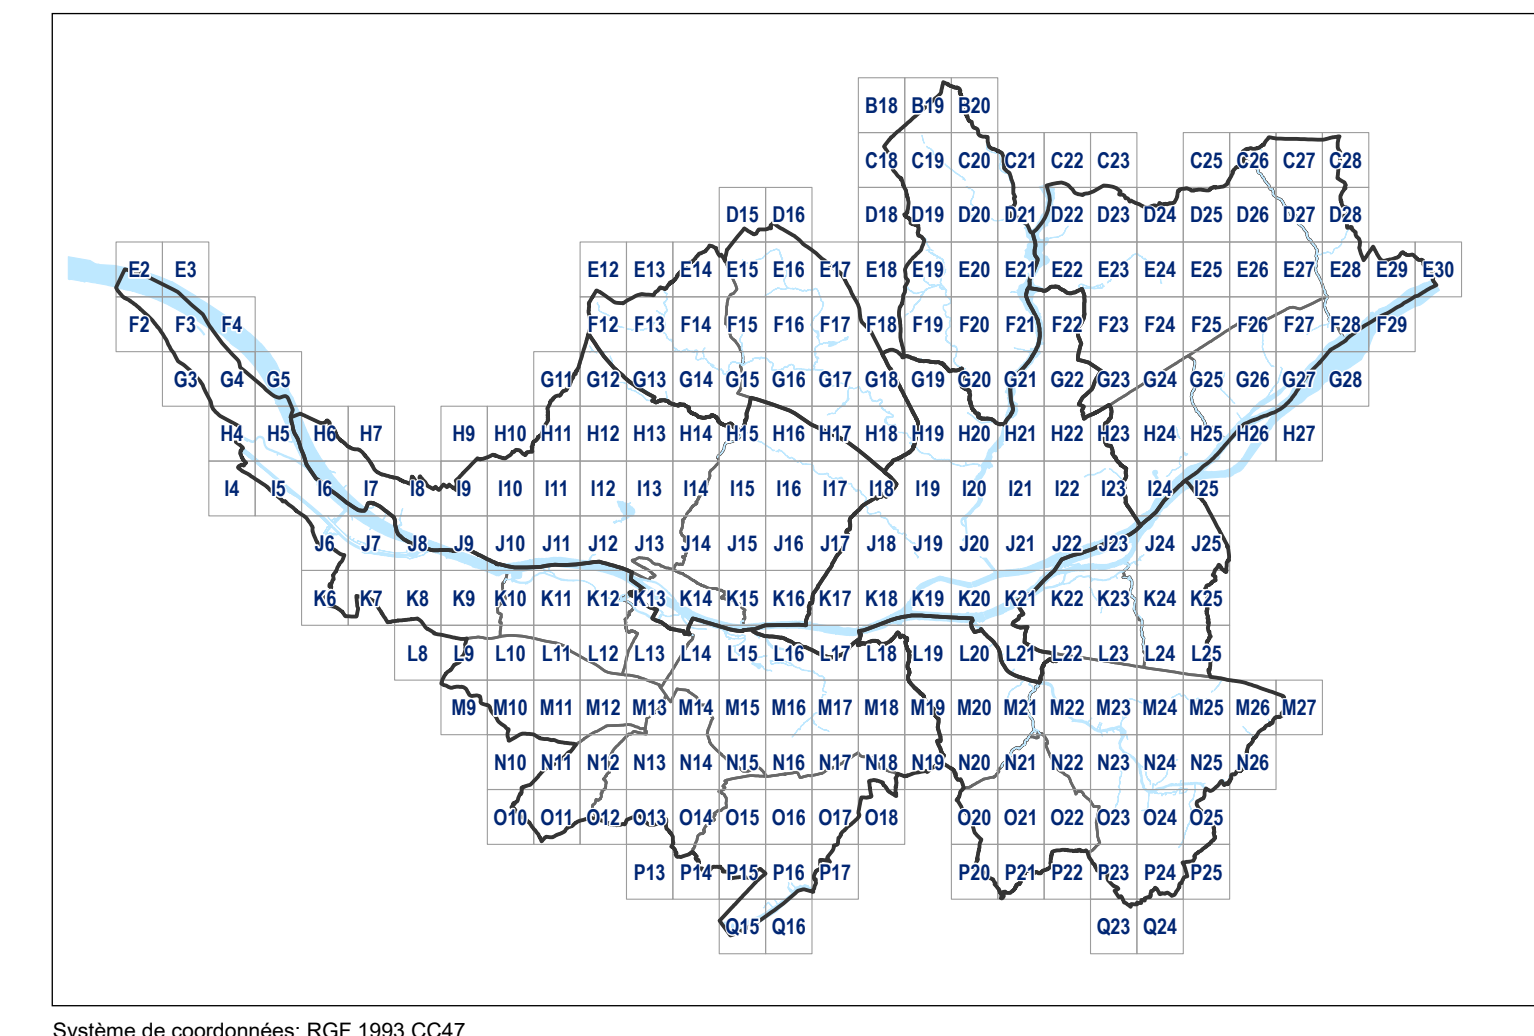 B18 B19 B20
C18 C19 C20 C21 C22 C23 C25 C26 C27 C28
D15 D16 D18 D19 D20 D21 D22 D23 D24 D25 D26 D27 D28
E2 E3 E12 E13 E14 E15 E16 E17 E18 E19 E20 E21 E22 E23 E24 E25 E26 E27 E28 E29 E30
F2 F3 F4 F12 F13 F14 F15 F16 F17 F18 F19 F20 F21 F22 F23 F24 F25 F26 F27 F28 F29
G3 G4 G5 G11 G12 G13 G14 G15 G16 G17 G18 G19 G20 G21 G22 G23 G24 G25 G26 G27 G28
H4 H5 H6 H7 H9 H10 H11 H12 H13 H14 H15 H16 H17 H18 H19 H20 H21 H22 H23 H24 H25 H26 H27
I4 I5 I6 I7 I8 I9 I10 I11 I12 I13 I14 I15 I16 I17 I18 I19 I20 I21 I22 I23 I24 I25
J6 J7 J8 J9 J10 J11 J12 J13 J14 J15 J16 J17 J18 J19 J20 J21 J22 J23 J24 J25
K6 K7 K8 K9 K10 K11 K12 K13 K14 K15 K16 K17 K18 K19 K20 K21 K22 K23 K24 K25
L8 L9 L10 L11 L12 L13 L14 L15 L16 L17 L18 L19 L20 L21 L22 L23 L24 L25
M9 M10 M11 M12 M13 M14 M15 M16 M17 M18 M19 M20 M21 M22 M23 M24 M25 M26 M27
N10 N11 N12 N13 N14 N15 N16 N17 N18 N19 N20 N21 N22 N23 N24 N25 N26
O10 O11 O12 O13 O14 O15 O16 O17 O18 O20 O21 O22 O23 O24 O25
P13 P14 P15 P16 P17 P20 P21 P22 P23 P24 P25
Q15 Q16 Q23 Q24
Système de coordonnées: RGF 1993 CC47